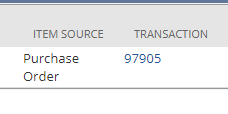 ITEM SOURCE TRANSACTION
Purchase 97905
Order